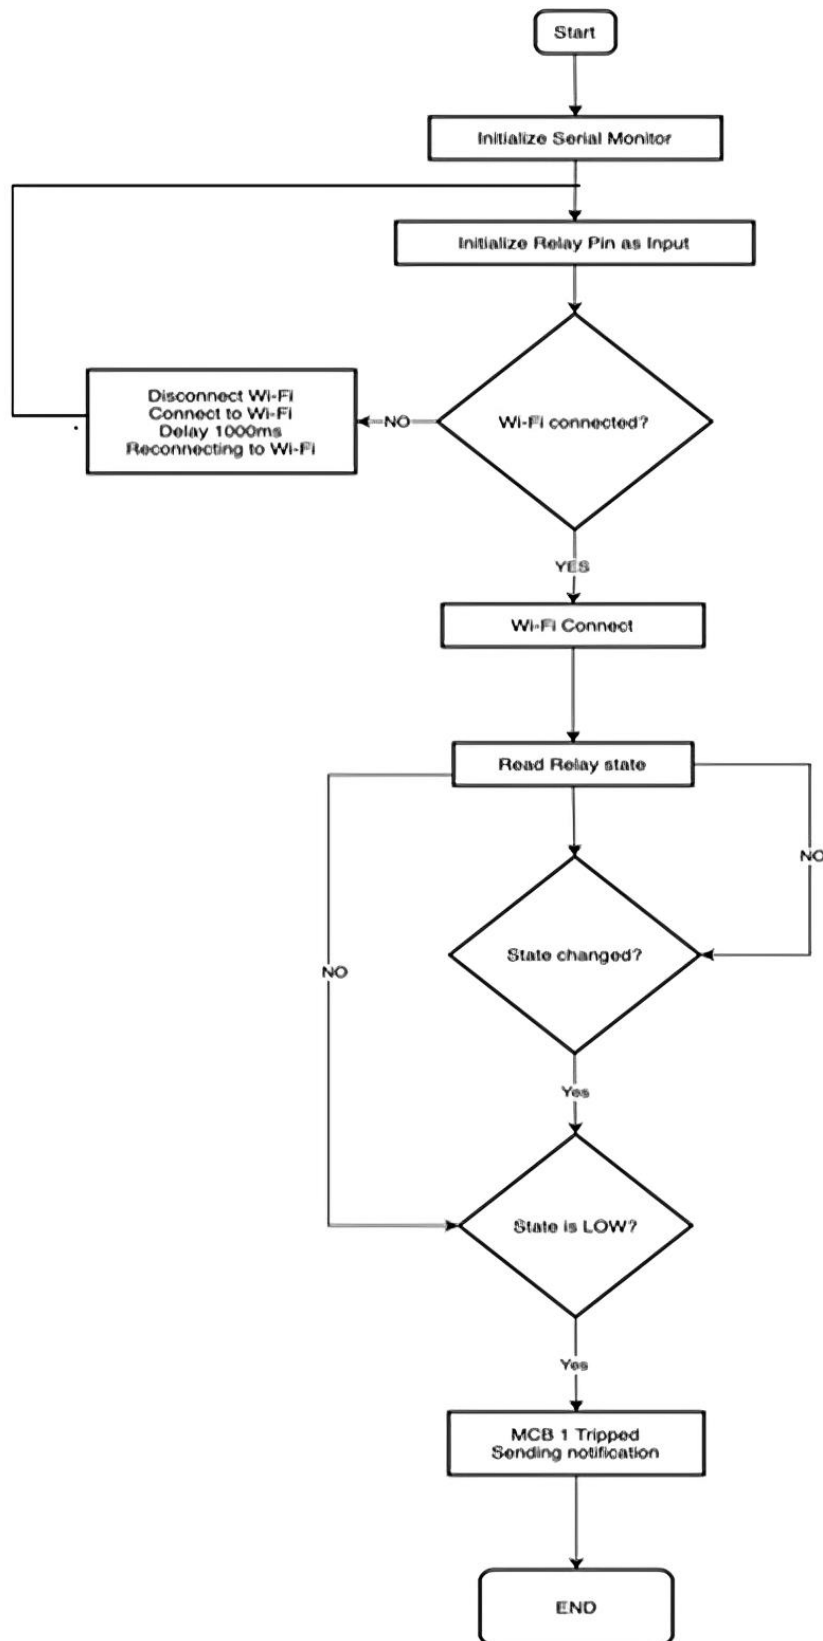 Start
Initialize Serial Monitor
Initialize Relay Pin as Input
Wi-Fi connected?
NO
Disconnect Wi-Fi
Connect to Wi-Fi
Delay 1000ms
Reconnecting to Wi-Fi
YES
Wi-Fi Connect
Read Relay state
NO
State changed?
NO
Yes
State is LOW?
Yes
MCB 1 Tripped
Sending notification
END